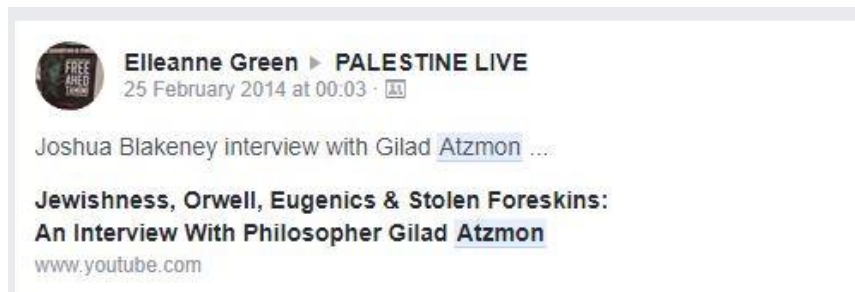 Elleanne Green ▸ PALESTINE LIVE
25 February 2014 at 00:03 ·
Joshua Blakeney interview with Gilad Atzmon ...
Jewishness, Orwell, Eugenics & Stolen Foreskins:
An Interview With Philosopher Gilad Atzmon
www.youtube.com